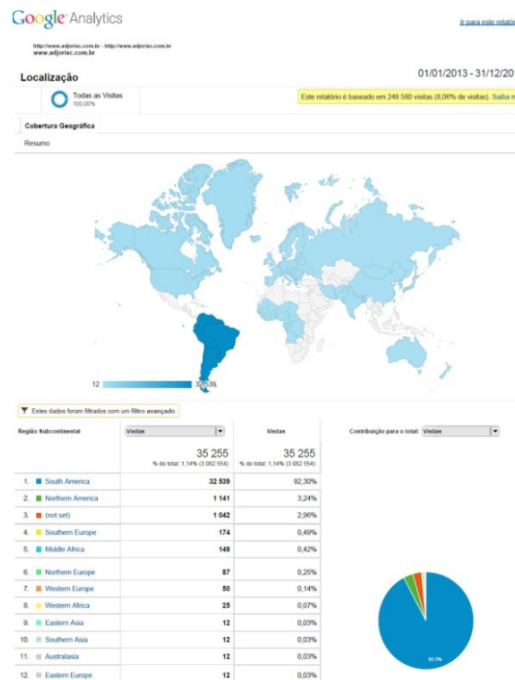 Google Analytics
Ir para este relatór
http://www.adjorisc.com.br - http://www.adjorisc.com.br
www.adjorisc.com.br
Localização
01/01/2013 - 31/12/201
Todas as Visitas
100,00%
Este relatório é baseado em 248 580 visitas (8,06% de visitas). Saiba m
Cobertura Geográfica
Resumo
12 32 539
Estes dados foram filtrados com um filtro avançado.
Região Subcontinental Visitas Visitas Contribuição para o total: Visitas
35 255 35 255
% do total: 1,14% (3 082 554) % do total: 1,14% (3 082 554)
1. South America 32 539 92,30%
2. Northern America 1 141 3,24%
3. (not set) 1 042 2,96%
4. Southern Europe 174 0,49%
5. Middle Africa 149 0,42%
6. Northern Europe 87 0,25%
7. Western Europe 50 0,14%
8. Western Africa 25 0,07%
9. Eastern Asia 12 0,03%
10. Southern Asia 12 0,03%
11. Australasia 12 0,03%
12. Eastern Europe 12 0,03%
92,3%